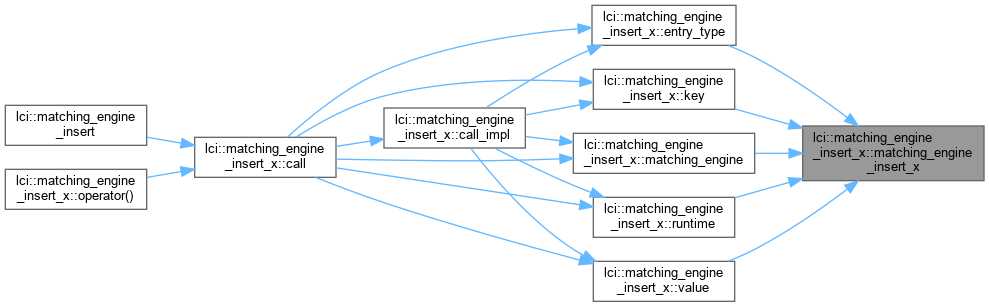 lci::matching_engine
_insert
lci::matching_engine
_insert_x::operator()
lci::matching_engine
_insert_x::call
lci::matching_engine
_insert_x::call_impl
lci::matching_engine
_insert_x::entry_type
lci::matching_engine
_insert_x::key
lci::matching_engine
_insert_x::matching_engine
lci::matching_engine
_insert_x::runtime
lci::matching_engine
_insert_x::value
lci::matching_engine
_insert_x::matching_engine
_insert_x